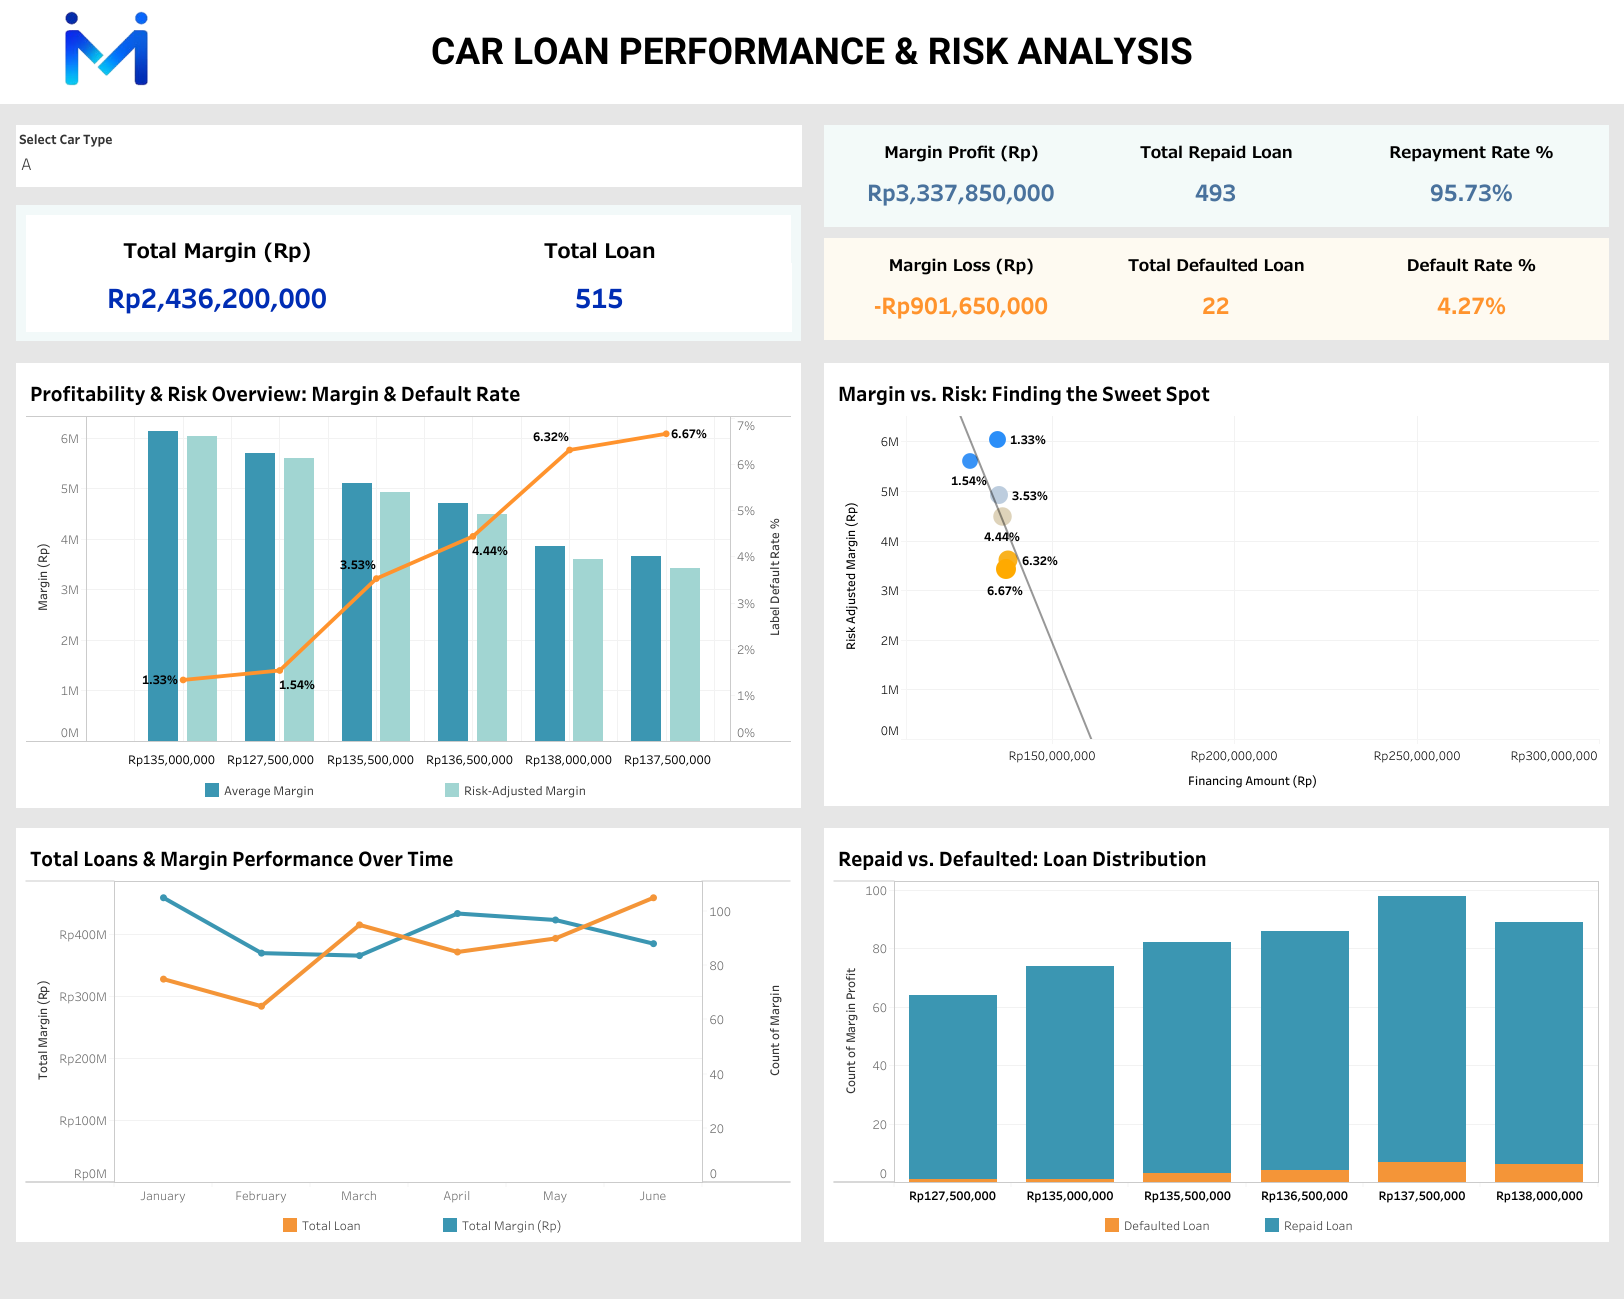 CAR LOAN PERFORMANCE & RISK ANALYSIS
Select Car Type
A
Total Margin (Rp) Total Loan
Rp2,436,200,000 515
Margin Profit (Rp) Total Repaid Loan Repayment Rate %
Rp3,337,850,000 493 95.73%
Margin Loss (Rp) Total Defaulted Loan Default Rate %
-Rp901,650,000 22 4.27%
Profitability & Risk Overview: Margin & Default Rate
Margin (Rp)
6M
5M
4M
3M
2M
1M
0M
1.33%
1.54%
3.53%
4.44%
6.32%
6.67%
7%
6%
5%
4%
3%
2%
1%
0%
Label Default Rate %
Rp135,000,000 Rp127,500,000 Rp135,500,000 Rp136,500,000 Rp138,000,000 Rp137,500,000
Average Margin Risk-Adjusted Margin
Margin vs. Risk: Finding the Sweet Spot
Risk Adjusted Margin (Rp)
6M
5M
4M
3M
2M
1M
0M
1.33%
1.54%
3.53%
4.44%
6.32%
6.67%
Rp150,000,000 Rp200,000,000 Rp250,000,000 Rp300,000,000
Financing Amount (Rp)
Total Loans & Margin Performance Over Time
Total Margin (Rp)
Rp400M
Rp300M
Rp200M
Rp100M
Rp0M
100
80
60
40
20
0
Count of Margin
January February March April May June
Total Loan Total Margin (Rp)
Repaid vs. Defaulted: Loan Distribution
Count of Margin Profit
100
80
60
40
20
0
Rp127,500,000 Rp135,000,000 Rp135,500,000 Rp136,500,000 Rp137,500,000 Rp138,000,000
Defaulted Loan Repaid Loan